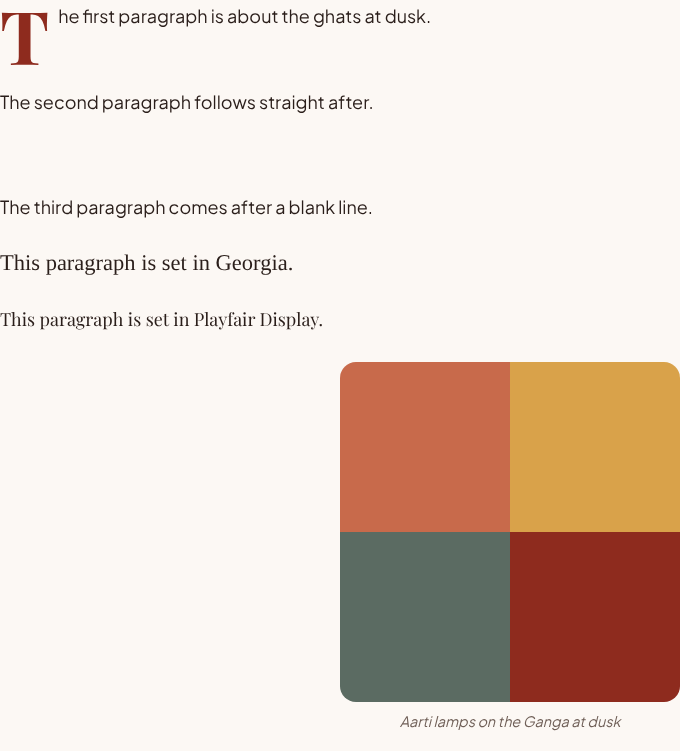 The first paragraph is about the ghats at dusk.
The second paragraph follows straight after.
The third paragraph comes after a blank line.
This paragraph is set in Georgia.
This paragraph is set in Playfair Display.
Aarti lamps on the Ganga at dusk